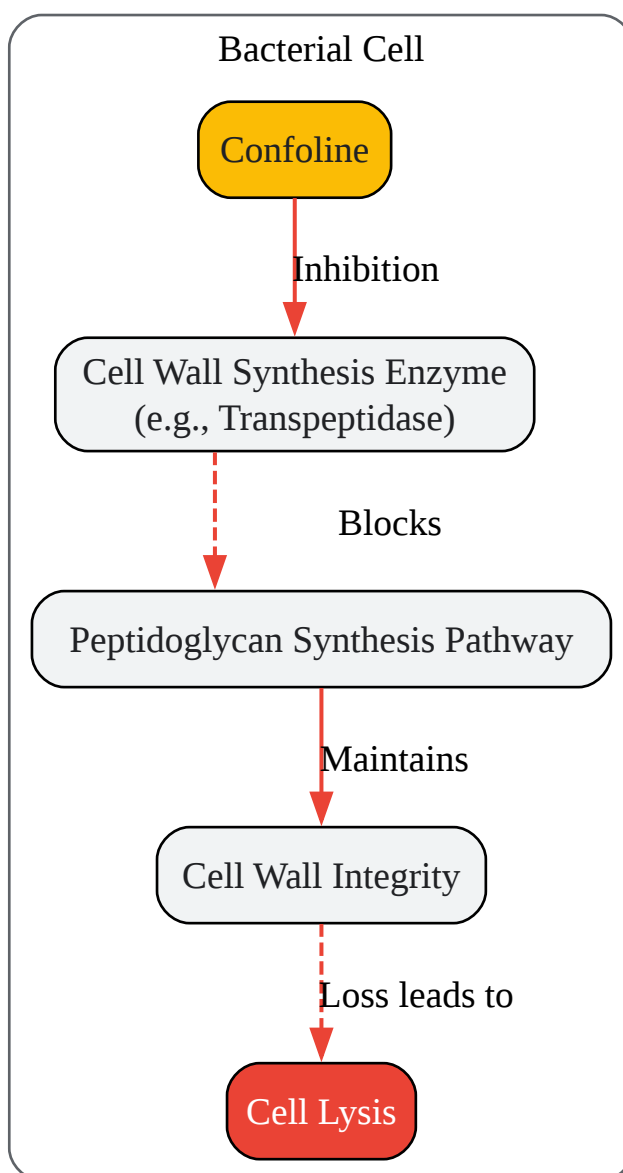 Bacterial Cell
Confoline
Inhibition
Cell Wall Synthesis Enzyme
(e.g., Transpeptidase)
Blocks
Peptidoglycan Synthesis Pathway
Maintains
Cell Wall Integrity
Loss leads to
Cell Lysis